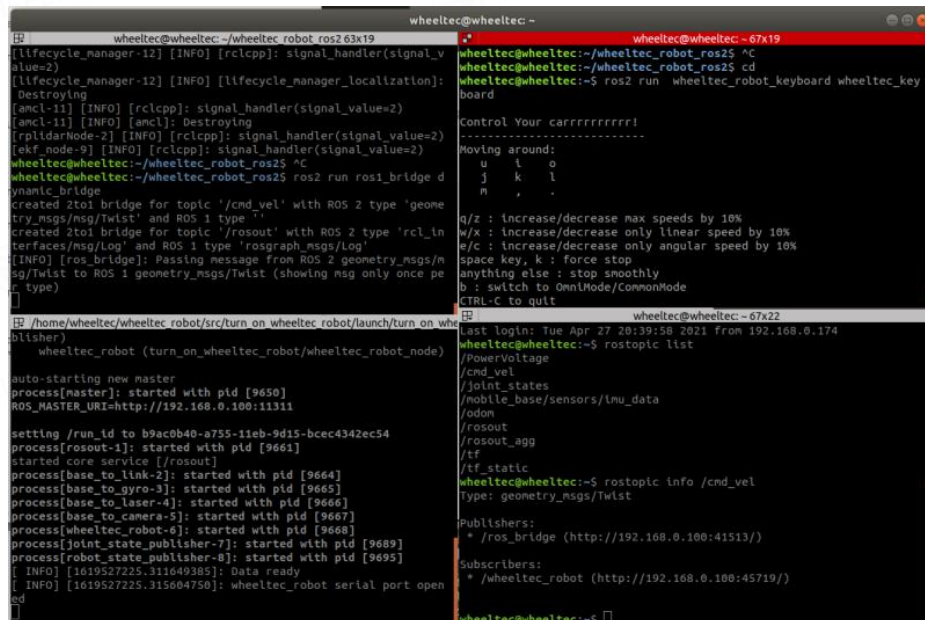 wheeltec@wheeltec: ~
wheeltec@wheeltec: ~/wheeltec_robot_ros2 63x19
[lifecycle_manager-12] [INFO] [rclcpp]: signal_handler(signal_v
alue=2)
[lifecycle_manager-12] [INFO] [lifecycle_manager_localization]:
Destroying
[amcl-11] [INFO] [rclcpp]: signal_handler(signal_value=2)
[amcl-11] [INFO] [amcl]: Destroying
[rplidarNode-2] [INFO] [rclcpp]: signal_handler(signal_value=2)
[ekf_node-9] [INFO] [rclcpp]: signal_handler(signal_value=2)
wheeltec@wheeltec:~/wheeltec_robot_ros2$ ^C
wheeltec@wheeltec:~/wheeltec_robot_ros2$ ros2 run ros1_bridge d
ynamic_bridge
created 2to1 bridge for topic '/cmd_vel' with ROS 2 type 'geome
try_msgs/msg/Twist' and ROS 1 type ''
created 2to1 bridge for topic '/rosout' with ROS 2 type 'rcl_in
terfaces/msg/Log' and ROS 1 type 'rosgraph_msgs/Log'
[INFO] [ros_bridge]: Passing message from ROS 2 geometry_msgs/m
sg/Twist to ROS 1 geometry_msgs/Twist (showing msg only once pe
r type)
wheeltec@wheeltec: ~ 67x19
wheeltec@wheeltec:~/wheeltec_robot_ros2$ ^C
wheeltec@wheeltec:~/wheeltec_robot_ros2$ cd
wheeltec@wheeltec:~$ ros2 run  wheeltec_robot_keyboard wheeltec_key
board
Control Your carrrrrrrrrr!
---------------------------
Moving around:
u i o
j k l
m , .
q/z : increase/decrease max speeds by 10%
w/x : increase/decrease only linear speed by 10%
e/c : increase/decrease only angular speed by 10%
space key, k : force stop
anything else : stop smoothly
b : switch to OmniMode/CommonMode
CTRL-C to quit
/home/wheeltec/wheeltec_robot/src/turn_on_wheeltec_robot/launch/turn_on_whe
blisher)
wheeltec_robot (turn_on_wheeltec_robot/wheeltec_robot_node)
auto-starting new master
process[master]: started with pid [9650]
ROS_MASTER_URI=http://192.168.0.100:11311
setting /run_id to b9ac0b40-a755-11eb-9d15-bcec4342ec54
process[rosout-1]: started with pid [9661]
started core service [/rosout]
process[base_to_link-2]: started with pid [9664]
process[base_to_gyro-3]: started with pid [9665]
process[base_to_laser-4]: started with pid [9666]
process[base_to_camera-5]: started with pid [9667]
process[wheeltec_robot-6]: started with pid [9668]
process[joint_state_publisher-7]: started with pid [9689]
process[robot_state_publisher-8]: started with pid [9695]
[ INFO] [1619527225.311649385]: Data ready
[ INFO] [1619527225.315604750]: wheeltec_robot serial port open
ed
wheeltec@wheeltec: ~ 67x22
Last login: Tue Apr 27 20:39:58 2021 from 192.168.0.174
wheeltec@wheeltec:~$ rostopic list
/PowerVoltage
/cmd_vel
/joint_states
/mobile_base/sensors/imu_data
/odom
/rosout
/rosout_agg
/tf
/tf_static
wheeltec@wheeltec:~$ rostopic info /cmd_vel
Type: geometry_msgs/Twist
Publishers:
* /ros_bridge (http://192.168.0.100:41513/)
Subscribers:
* /wheeltec_robot (http://192.168.0.100:45719/)
wheeltec@wheeltec:~$